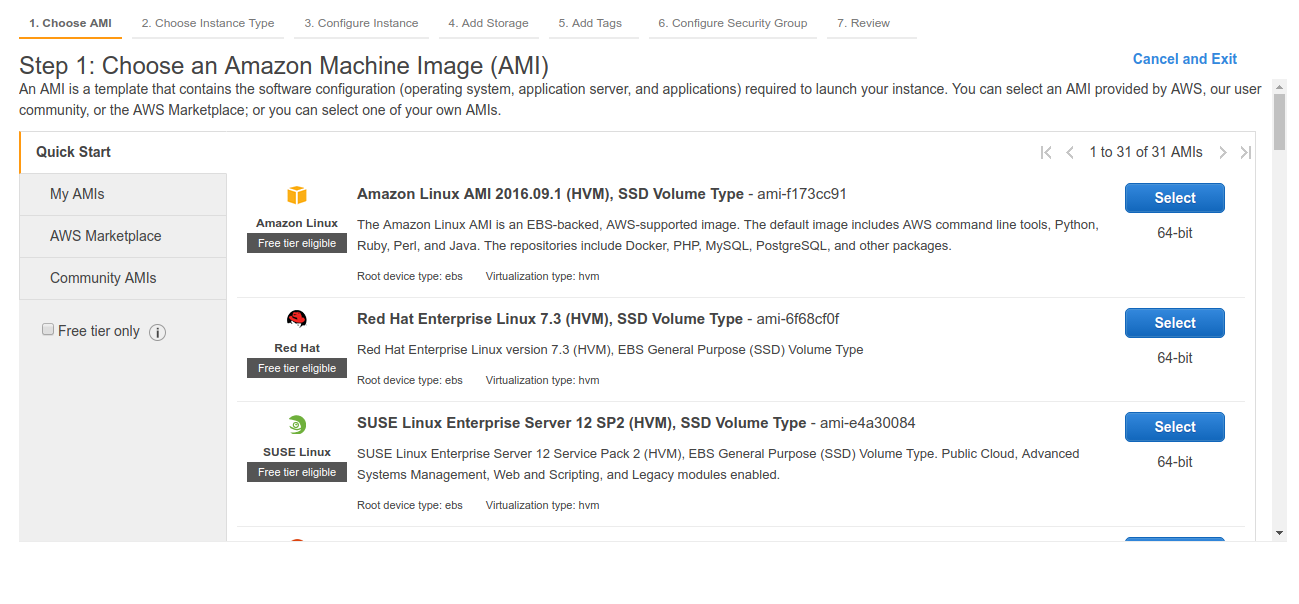 1. Choose AMI 2. Choose Instance Type 3. Configure Instance 4. Add Storage 5. Add Tags 6. Configure Security Group 7. Review
Step 1: Choose an Amazon Machine Image (AMI)
Cancel and Exit
An AMI is a template that contains the software configuration (operating system, application server, and applications) required to launch your instance. You can select an AMI provided by AWS, our user
community, or the AWS Marketplace; or you can select one of your own AMIs.
Quick Start
1 to 31 of 31 AMIs
My AMIs
AWS Marketplace
Community AMIs
Free tier only
i
Amazon Linux
Free tier eligible
Amazon Linux AMI 2016.09.1 (HVM), SSD Volume Type - ami-f173cc91
The Amazon Linux AMI is an EBS-backed, AWS-supported image. The default image includes AWS command line tools, Python,
Ruby, Perl, and Java. The repositories include Docker, PHP, MySQL, PostgreSQL, and other packages.
Root device type: ebs Virtualization type: hvm
Select
64-bit
Red Hat
Free tier eligible
Red Hat Enterprise Linux 7.3 (HVM), SSD Volume Type - ami-6f68cf0f
Red Hat Enterprise Linux version 7.3 (HVM), EBS General Purpose (SSD) Volume Type
Root device type: ebs Virtualization type: hvm
Select
64-bit
SUSE Linux
Free tier eligible
SUSE Linux Enterprise Server 12 SP2 (HVM), SSD Volume Type - ami-e4a30084
SUSE Linux Enterprise Server 12 Service Pack 2 (HVM), EBS General Purpose (SSD) Volume Type. Public Cloud, Advanced
Systems Management, Web and Scripting, and Legacy modules enabled.
Root device type: ebs Virtualization type: hvm
Select
64-bit